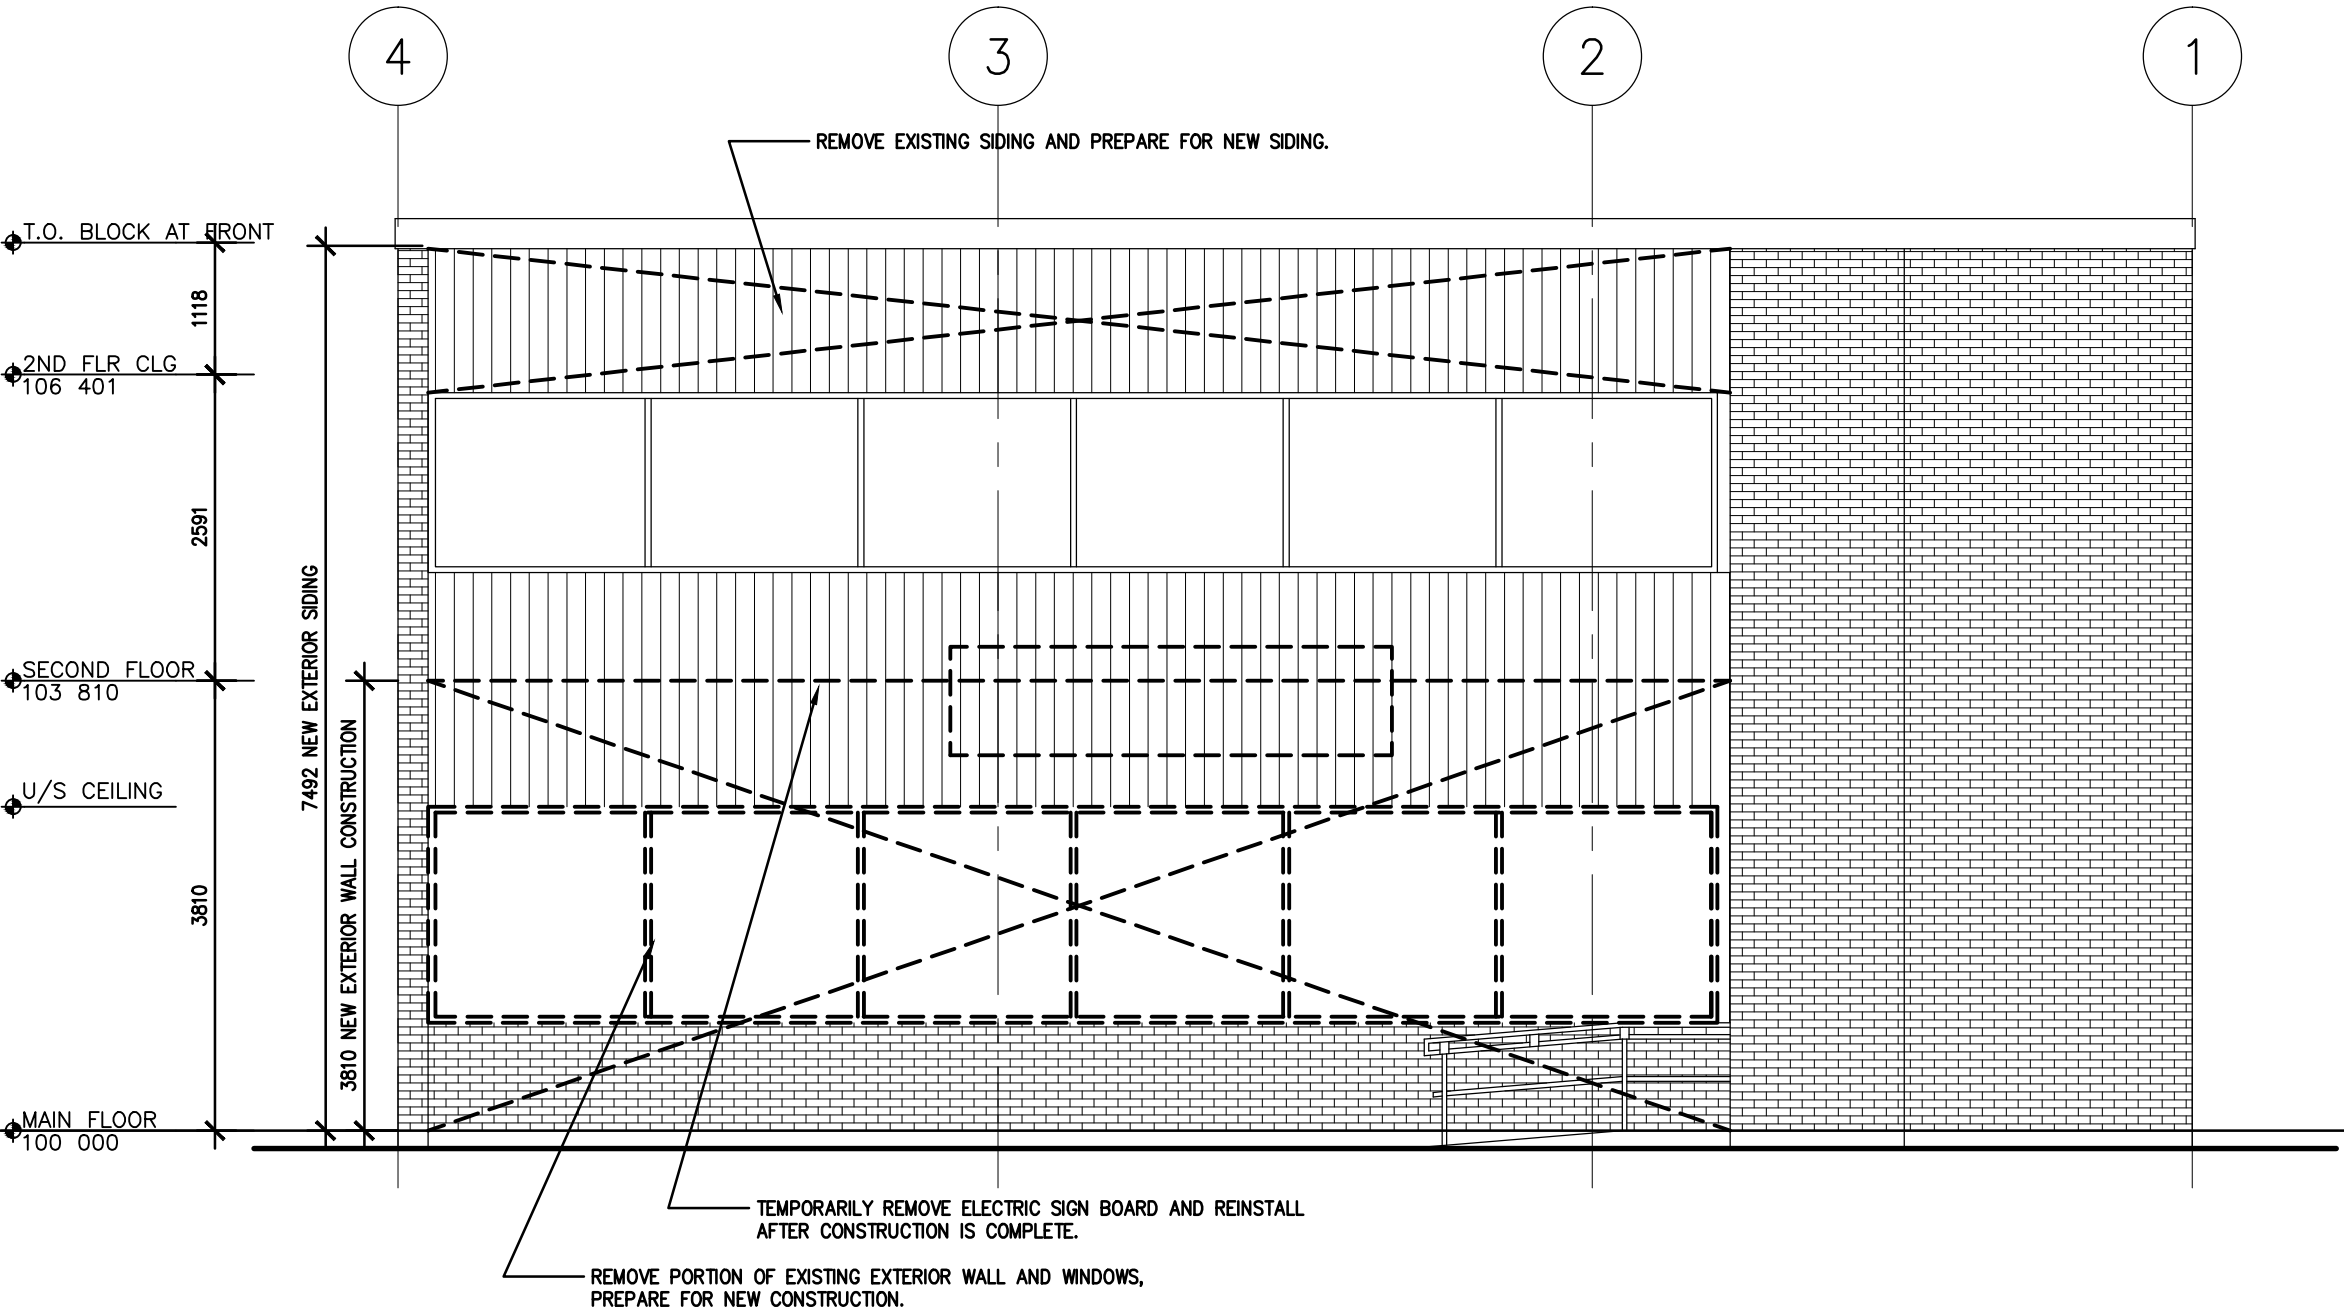 4
3
2
1
REMOVE EXISTING SIDING AND PREPARE FOR NEW SIDING.
T.O. BLOCK AT FRONT
1118
2ND FLR CLG
106 401
2591
7492 NEW EXTERIOR SIDING
SECOND FLOOR
103 810
3810 NEW EXTERIOR WALL CONSTRUCTION
U/S CEILING
3810
MAIN FLOOR
100 000
TEMPORARILY REMOVE ELECTRIC SIGN BOARD AND REINSTALL
AFTER CONSTRUCTION IS COMPLETE.
REMOVE PORTION OF EXISTING EXTERIOR WALL AND WINDOWS,
PREPARE FOR NEW CONSTRUCTION.